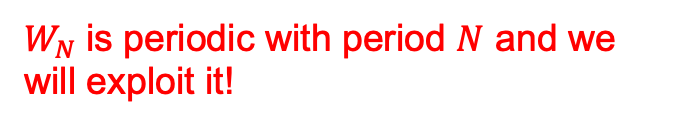 W_N is periodic with period N and we
will exploit it!